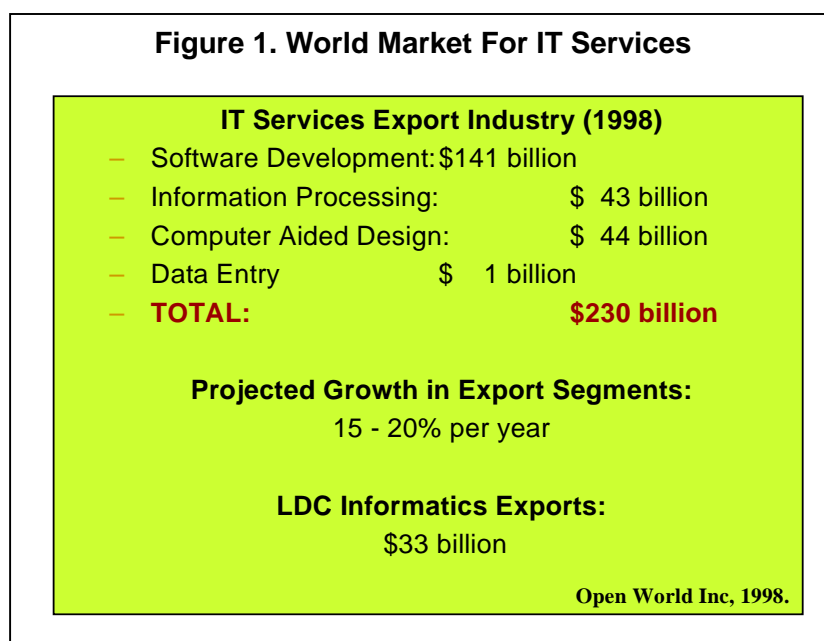 Figure 1. World Market For IT Services
IT Services Export Industry (1998)
– Software Development: $141 billion
– Information Processing: $ 43 billion
– Computer Aided Design: $ 44 billion
– Data Entry $ 1 billion
– TOTAL: $230 billion
Projected Growth in Export Segments:
15 - 20% per year
LDC Informatics Exports:
$33 billion
Open World Inc, 1998.